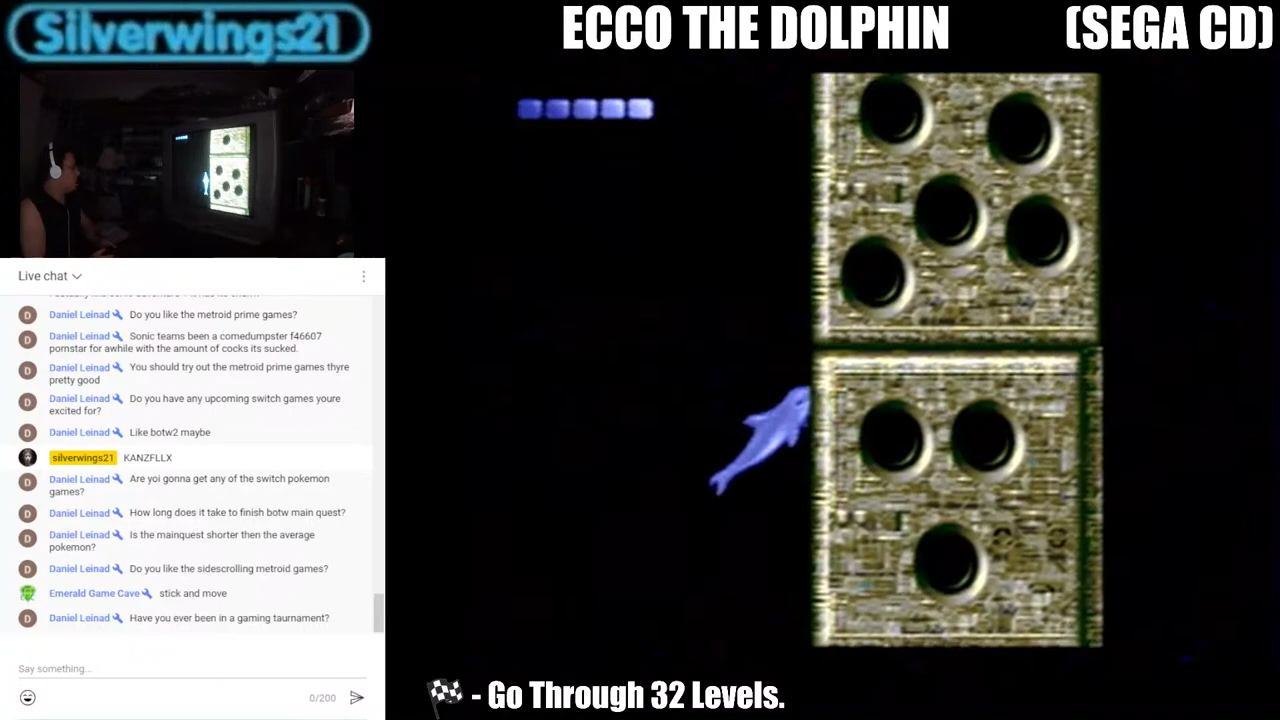 Silverwings21
ECCO THE DOLPHIN (SEGA CD)
Live chat
Daniel Leinad Do you like the metroid prime games?
Daniel Leinad Sonic teams been a comedumpster f46607
pornstar for awhile with the amount of cocks its sucked.
Daniel Leinad You should try out the metroid prime games thyre
pretty good
Daniel Leinad Do you have any upcoming switch games youre
excited for?
Daniel Leinad Like botw2 maybe
silverwings21 KANZFLLX
Daniel Leinad Are yoi gonna get any of the switch pokemon
games?
Daniel Leinad How long does it take to finish botw main quest?
Daniel Leinad Is the mainquest shorter then the average
pokemon?
Daniel Leinad Do you like the sidescrolling metroid games?
Emerald Game Cave stick and move
Daniel Leinad Have you ever been in a gaming taurnament?
Say something...
0/200
- Go Through 32 Levels.